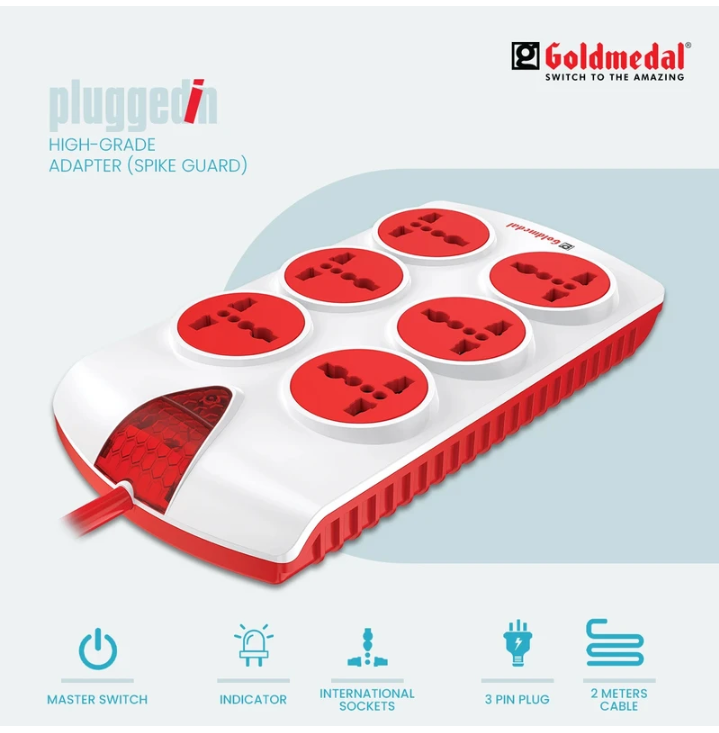 Goldmedal®
SWITCH TO THE AMAZING
pluggedin
HIGH-GRADE
ADAPTER (SPIKE GUARD)
Goldmedal
MASTER SWITCH
INDICATOR
INTERNATIONAL
SOCKETS
3 PIN PLUG
2 METERS
CABLE